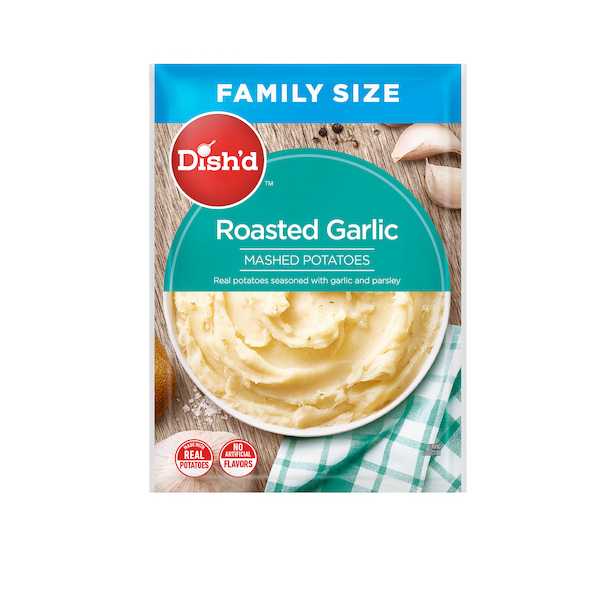 FAMILY SIZE
Dish'd
TM
Roasted Garlic
MASHED POTATOES
Real potatoes seasoned with garlic and parsley
MADE WITH
REAL
POTATOES
NO
ARTIFICIAL
FLAVORS